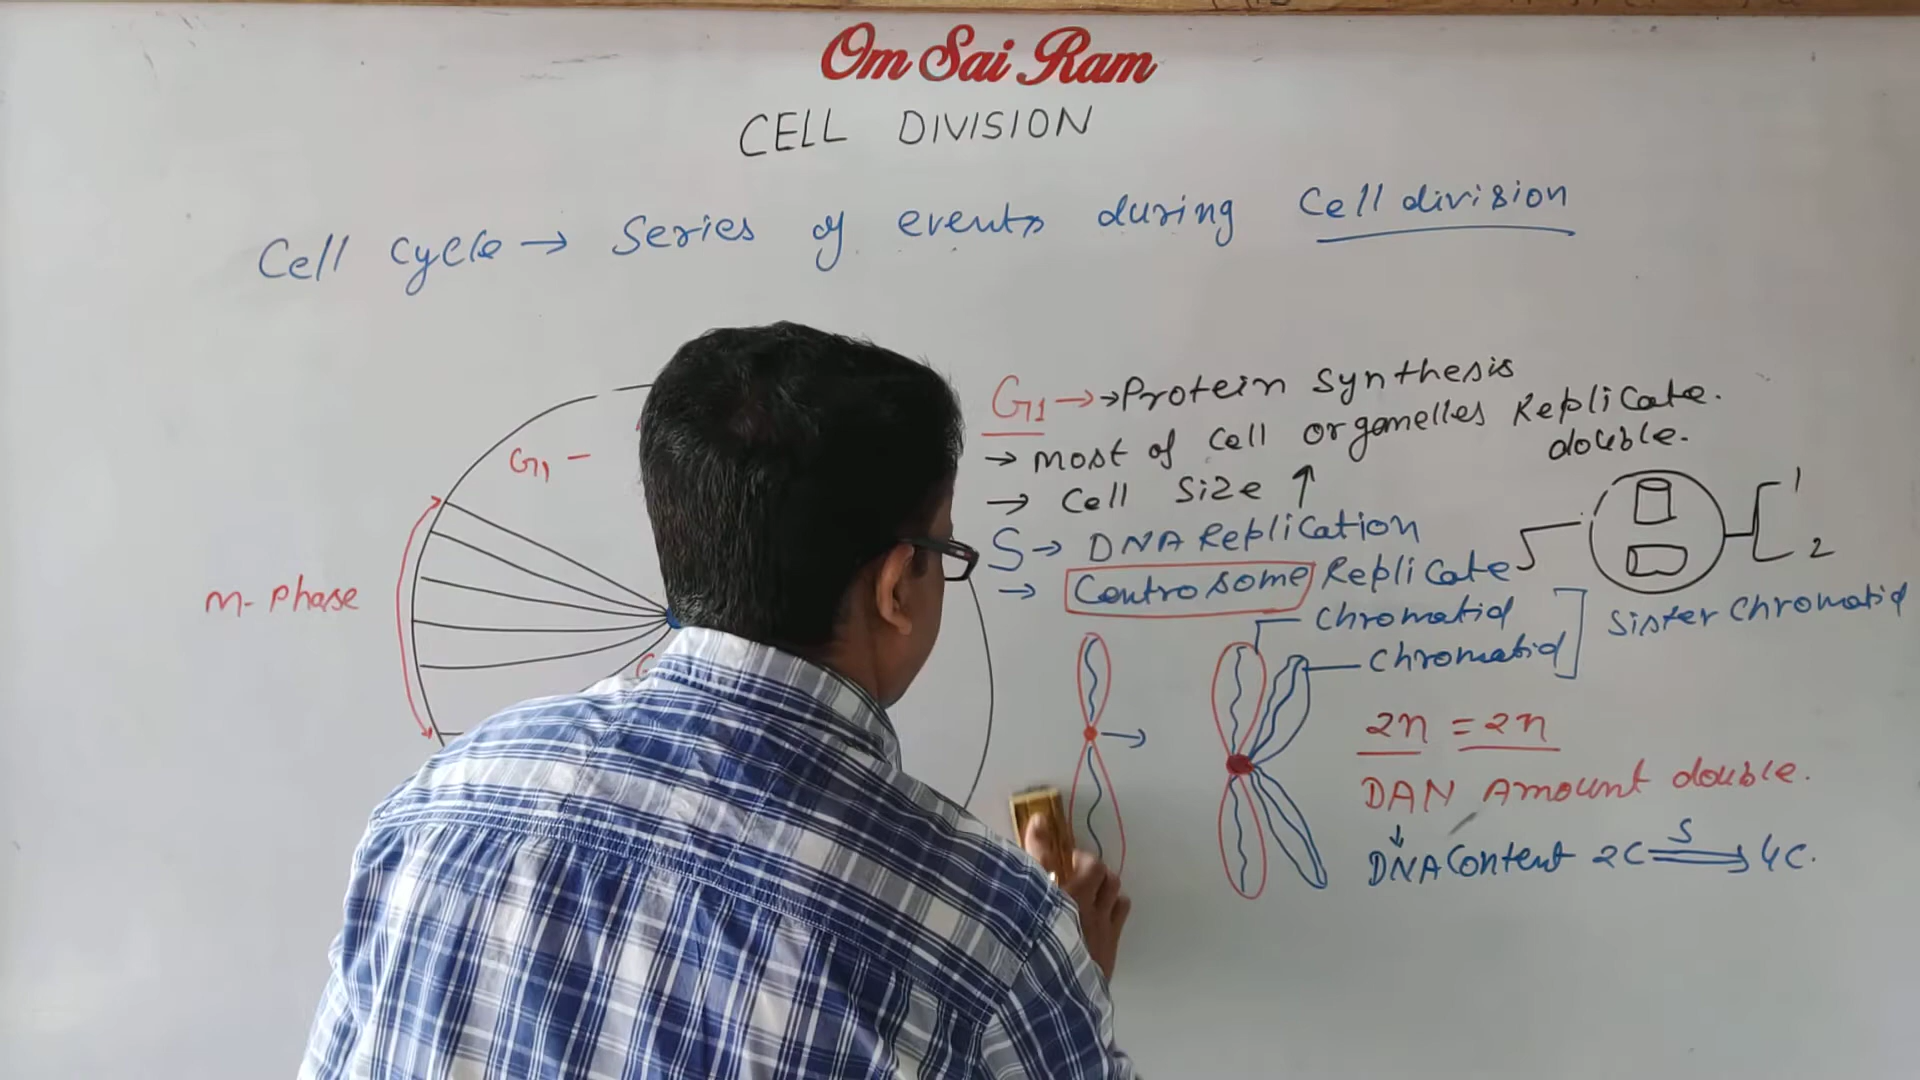 Om Sai Ram
CELL DIVISION
Cell cycle → Series of events during Cell division
G1 → → Protein synthesis
→ most of cell organelles Replicate.
double.
→ Cell Size ↑
S → DNA Replication
→ Centrosome Replicate
1
2
Chromatid
Chromatid
Sister Chromatid
2n = 2n
DAN Amount double.
↓
DNA Content 2C S → 4C.
G1 -
M- Phase